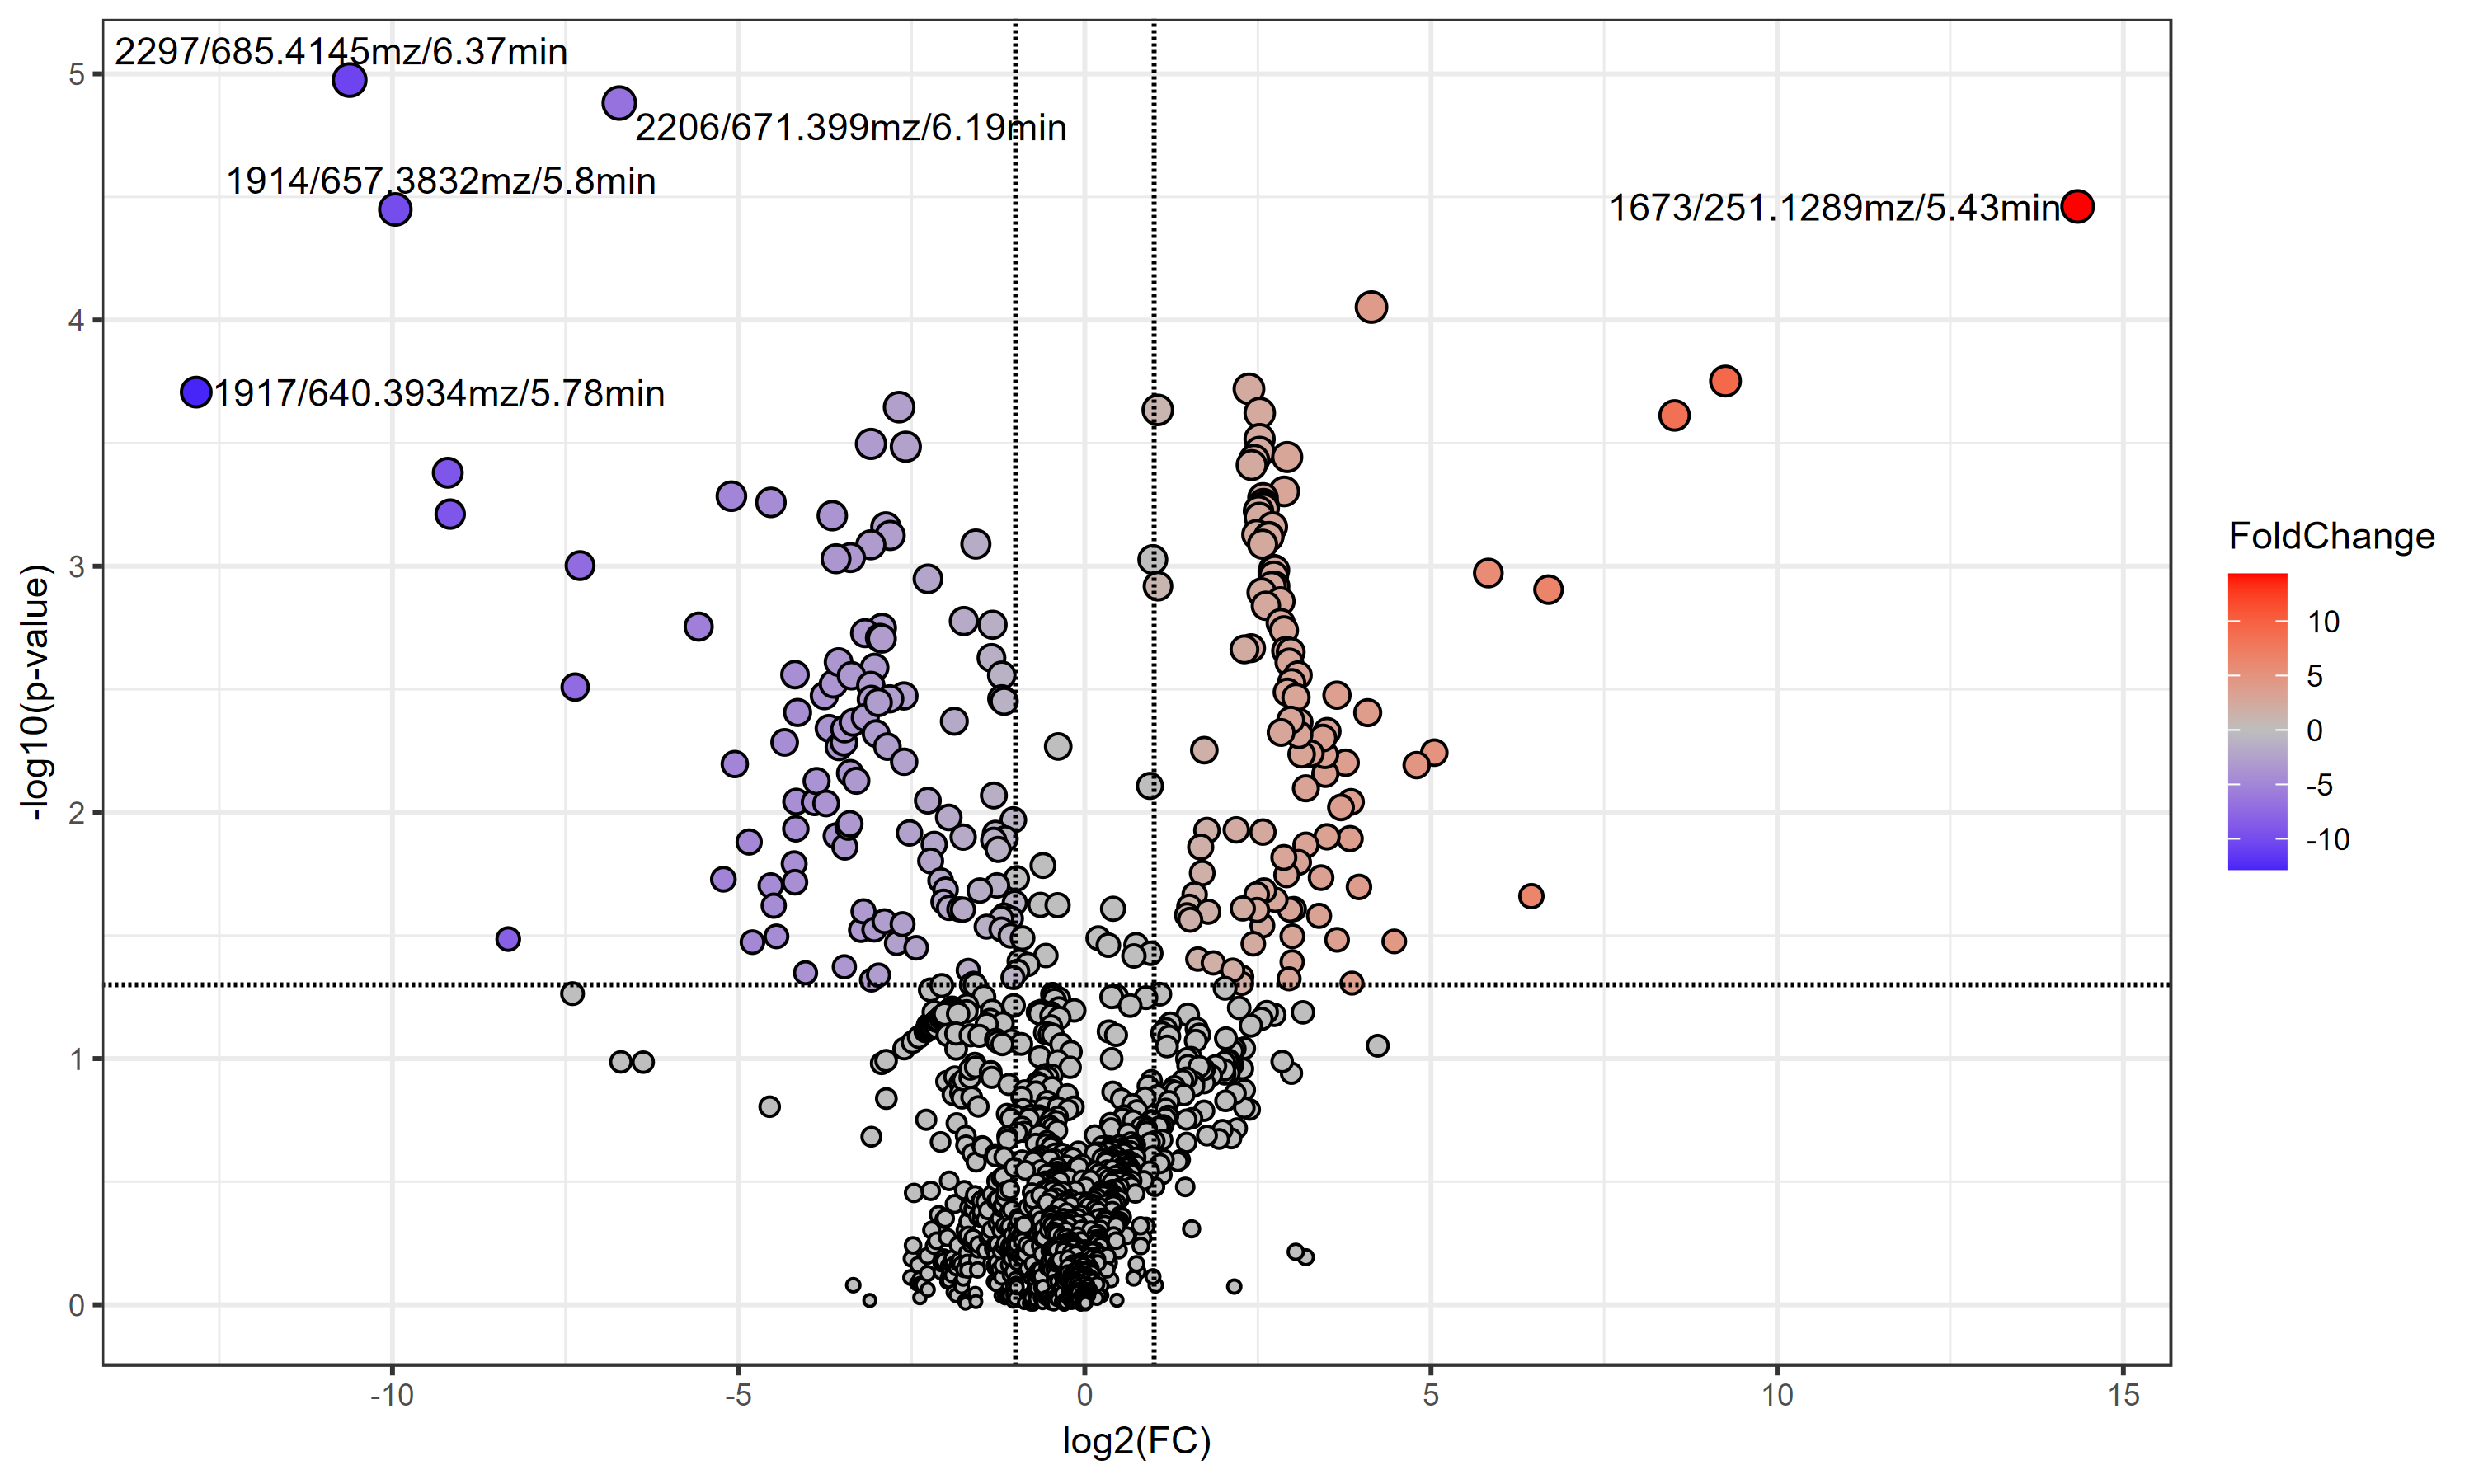 2297/685.4145mz/6.37min
2206/671.399mz/6.19min
1914/657.3832mz/5.8min
1673/251.1289mz/5.43min
1917/640.3934mz/5.78min
5
4
3
2
1
0
-log10(p-value)
-10
-5
0
5
10
15
log2(FC)
FoldChange
10
5
0
-5
-10